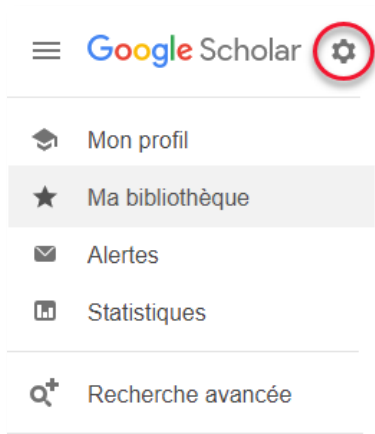 Google Scholar
Mon profil
Ma bibliothèque
Alertes
Statistiques
Recherche avancée